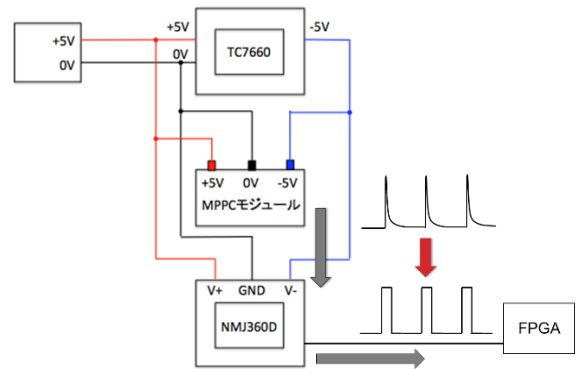 +5V
0V
+5V
0V
-5V
TC7660
+5V
0V
-5V
MPPCモジュール
V+
GND
V-
NMJ360D
FPGA